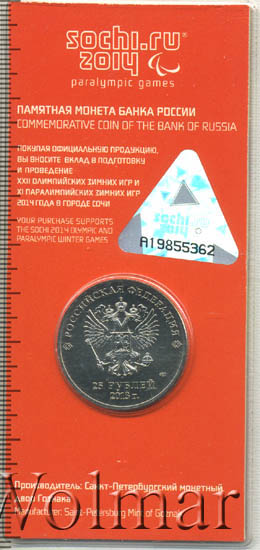 sochi.ru
2014
paralympic games
ПАМЯТНАЯ МОНЕТА БАНКА РОССИИ
COMMEMORATIVE COIN OF THE BANK OF RUSSIA
ПОКУПАЯ ОФИЦИАЛЬНУЮ ПРОДУКЦИЮ,
ВЫ ВНОСИТЕ ВКЛАД В ПОДГОТОВКУ
И ПРОВЕДЕНИЕ
XXII ОЛИМПИЙСКИХ ЗИМНИХ ИГР И
XI ПАРАЛИМПИЙСКИХ ЗИМНИХ ИГР
2014 ГОДА В ГОРОДЕ СОЧИ
YOUR PURCHASE SUPPORTS
THE SOCHI 2014 OLYMPIC AND
PARALYMPIC WINTER GAMES
sochi.ru
2014
A19855362
РОССИЙСКАЯ ФЕДЕРАЦИЯ
25 РУБЛЕЙ
2013 г.
Производитель: Санкт-Петербургский монетный
двор Гознака
Manufacturer: Saint-Petersburg Mint of Goznak
Wolmar